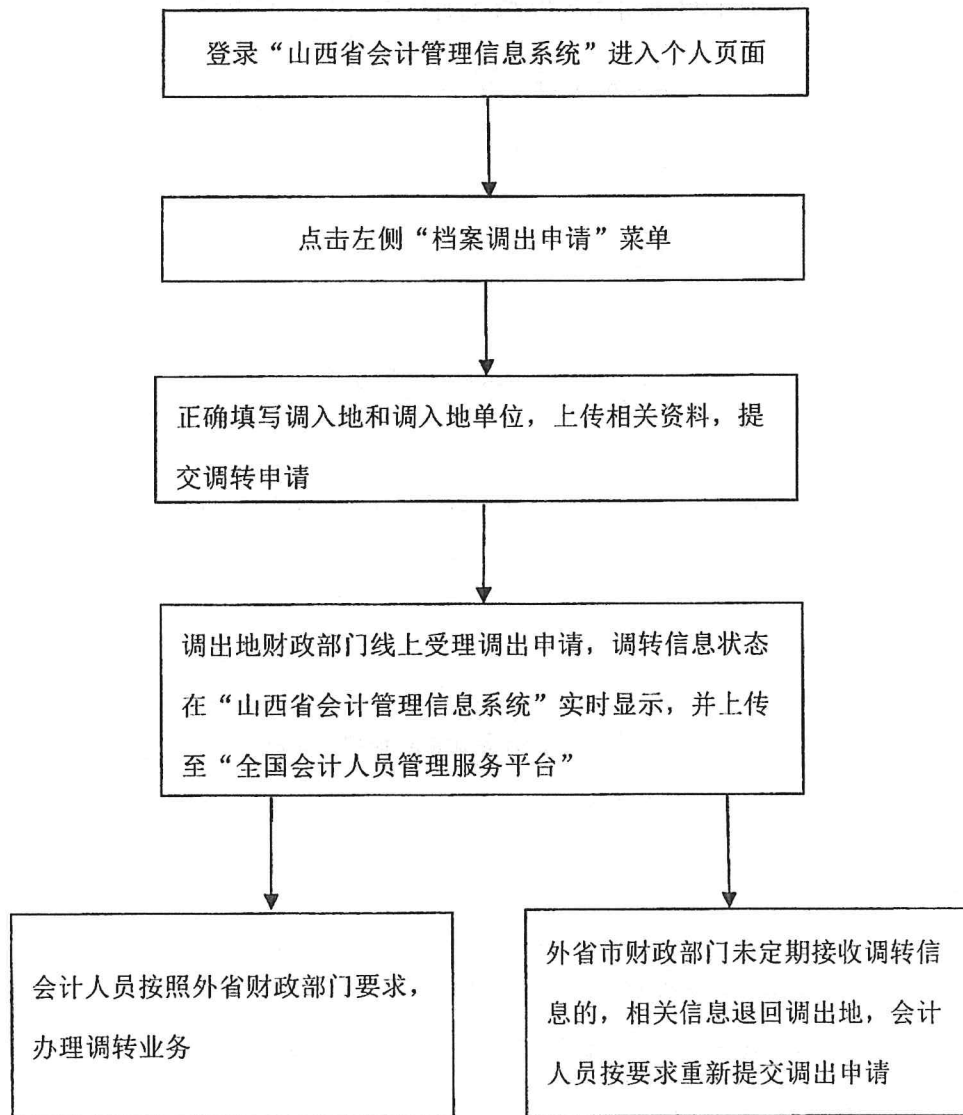 登录“山西省会计管理信息系统”进入个人页面
点击左侧“档案调出申请”菜单
正确填写调入地和调入地单位，上传相关资料，提
交调转申请
调出地财政部门线上受理调出申请，调转信息状态
在“山西省会计管理信息系统”实时显示，并上传
至“全国会计人员管理服务平台”
会计人员按照外省财政部门要求，
办理调转业务
外省市财政部门未定期接收调转信
息的，相关信息退回调出地，会计
人员按要求重新提交调出申请